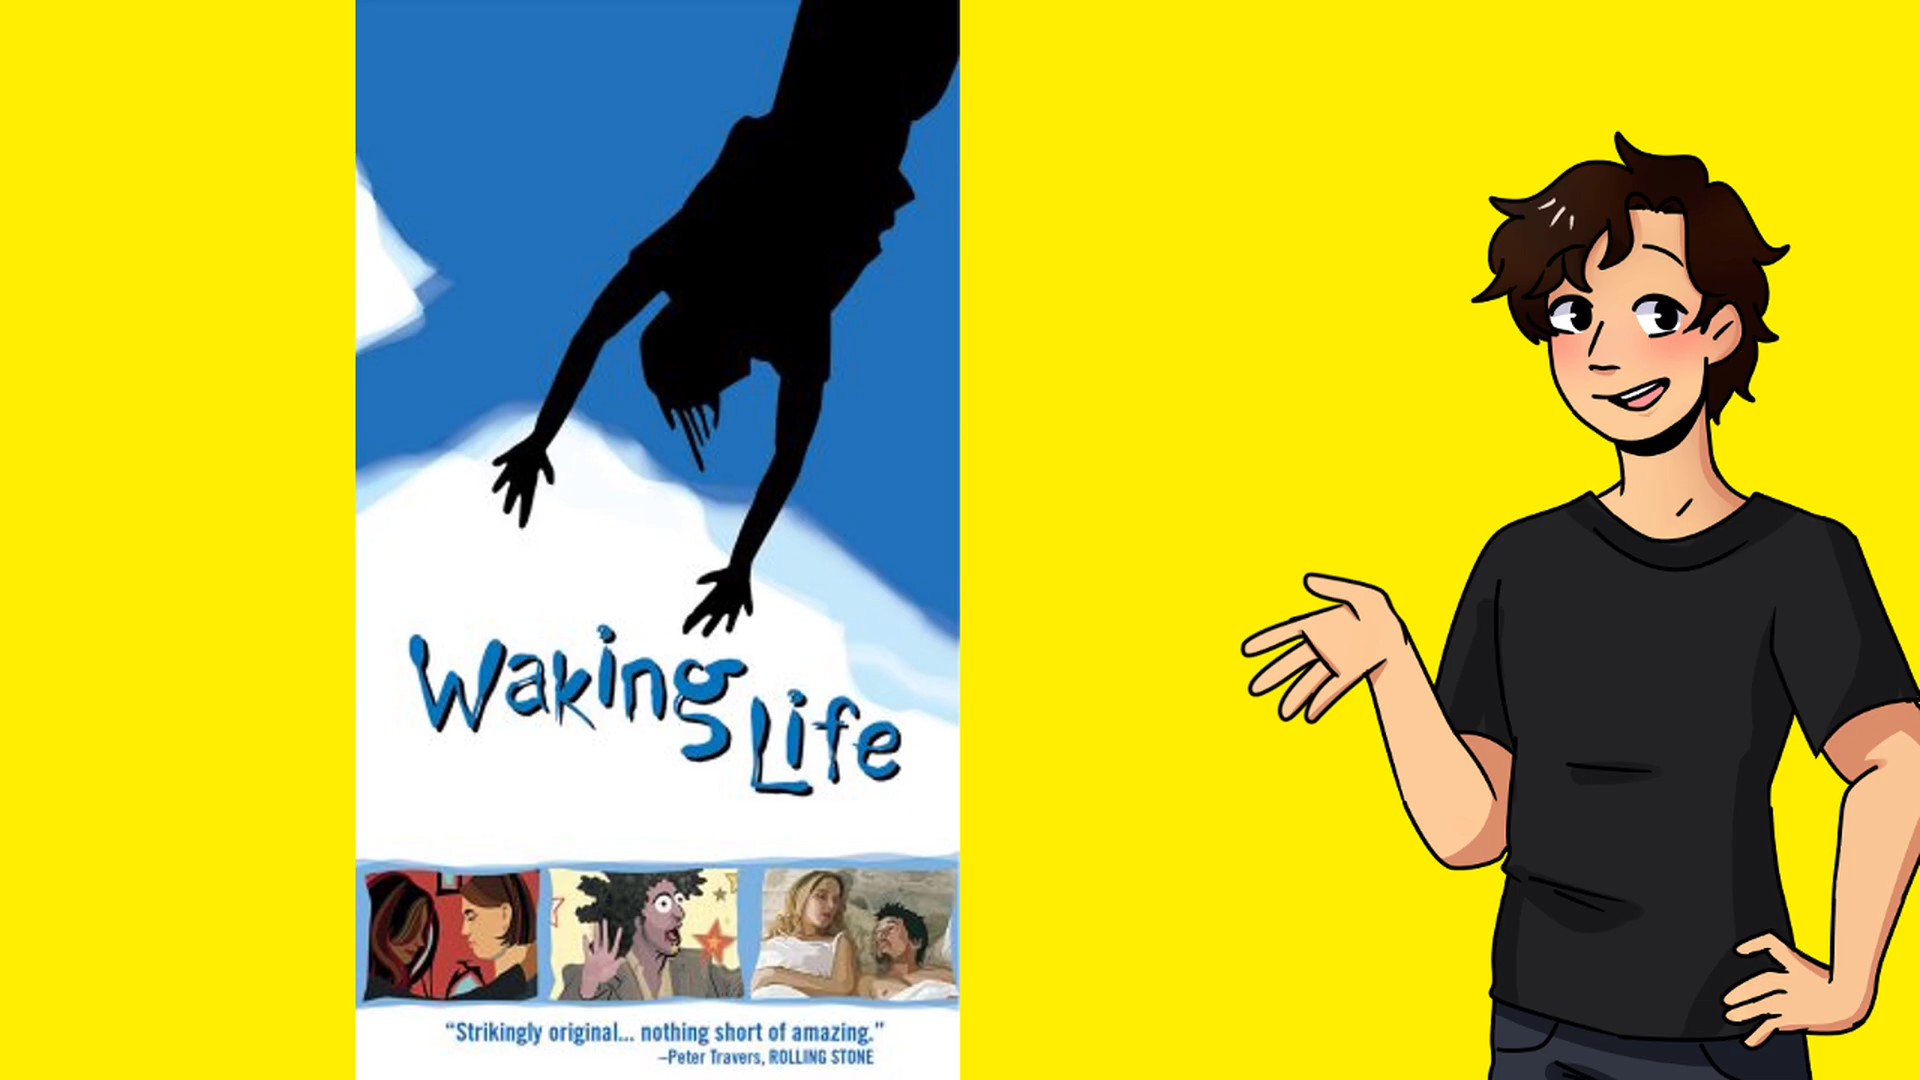 Waking
Life
“Strikingly original... nothing short of amazing.”
–Peter Travers, ROLLING STONE